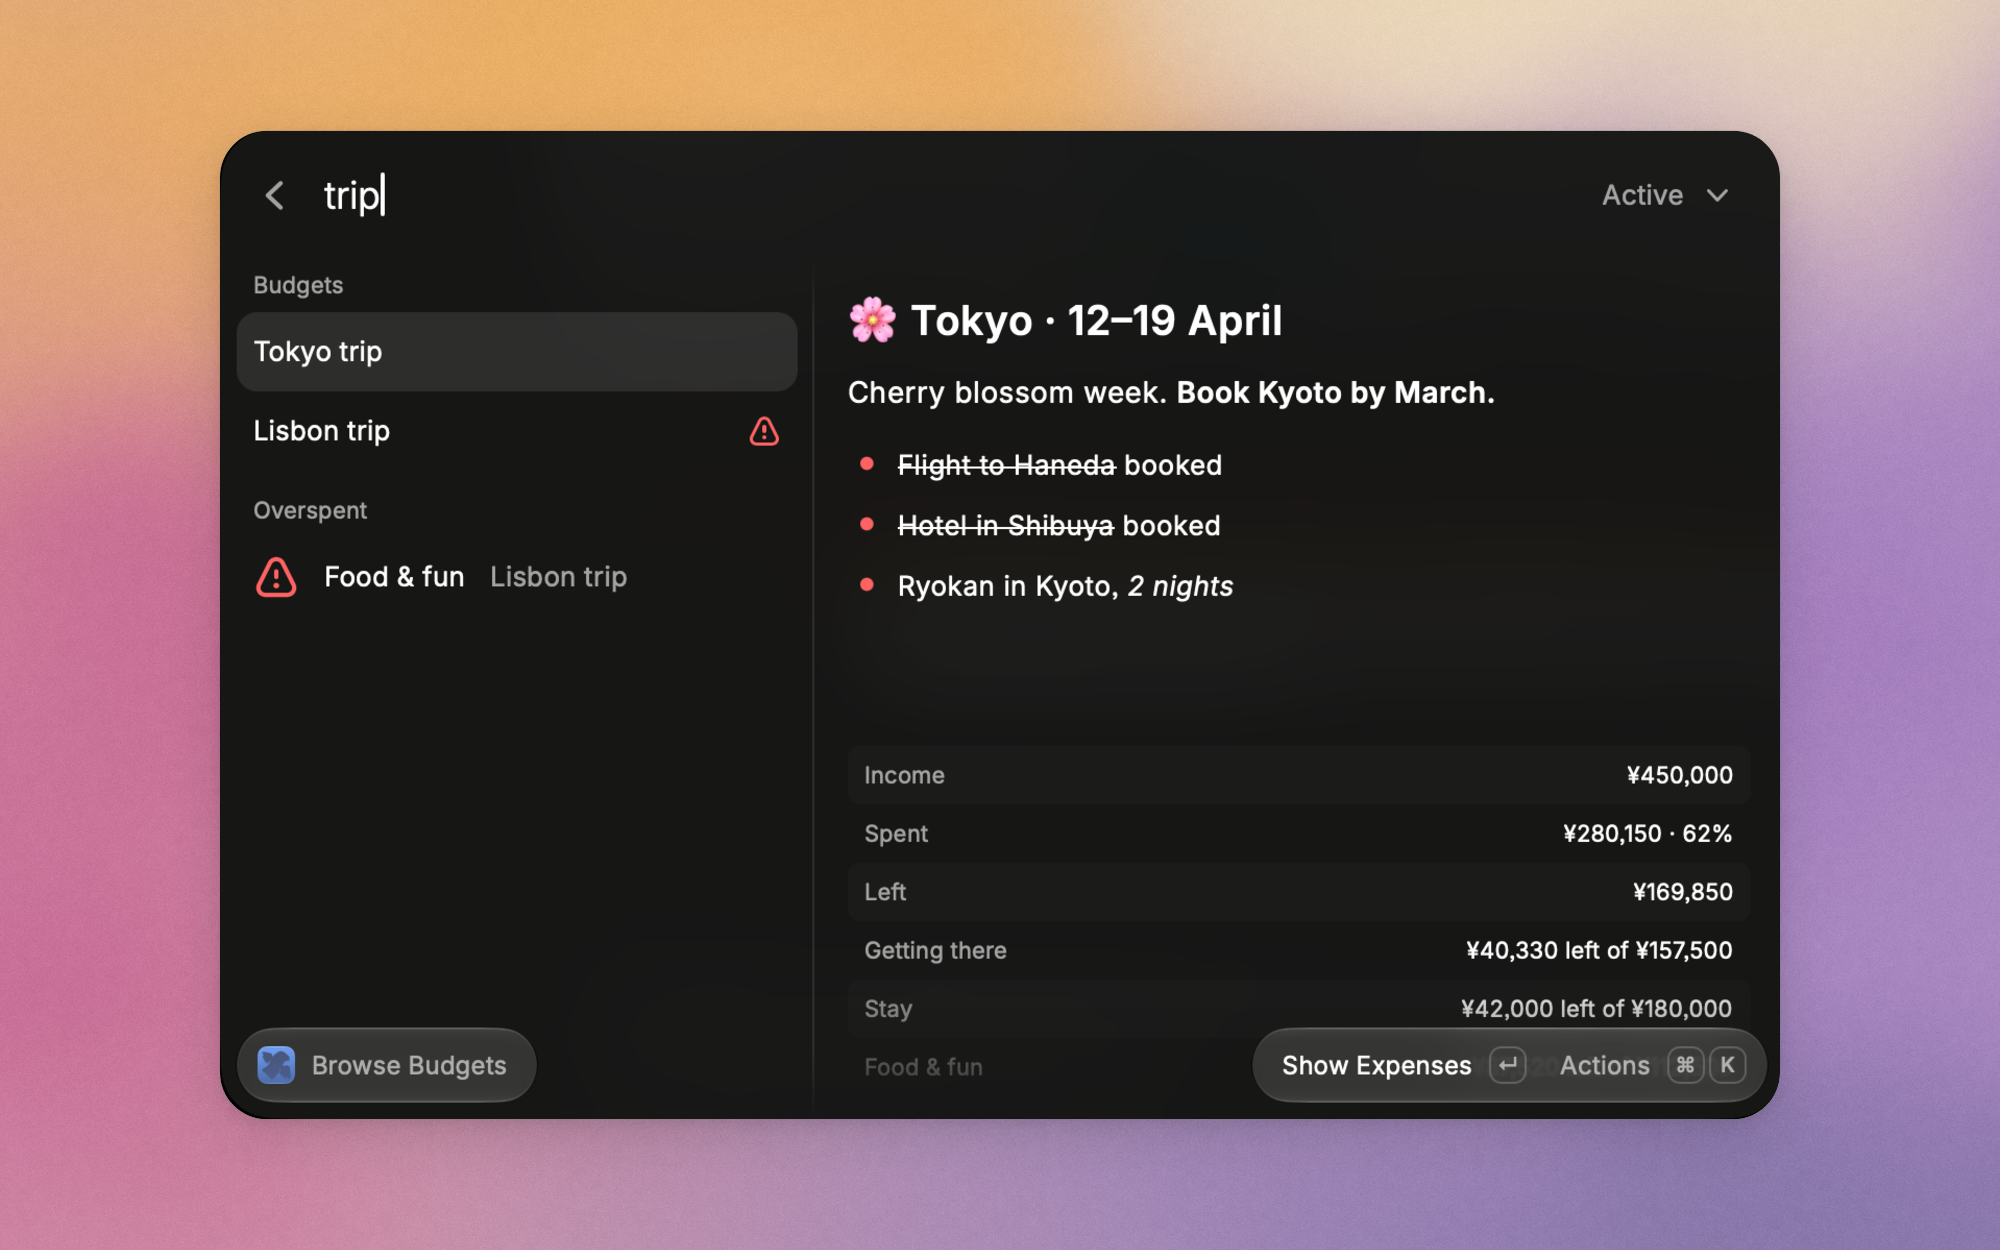 trip
Active
Budgets
Tokyo trip
Lisbon trip
Overspent
Food & fun Lisbon trip
Browse Budgets
🌸 Tokyo · 12–19 April
Cherry blossom week. Book Kyoto by March.
Flight to Haneda booked
Hotel in Shibuya booked
Ryokan in Kyoto, 2 nights
Income ¥450,000
Spent ¥280,150 · 62%
Left ¥169,850
Getting there ¥40,330 left of ¥157,500
Stay ¥42,000 left of ¥180,000
Food & fun
Show Expenses ↵ Actions ⌘ K